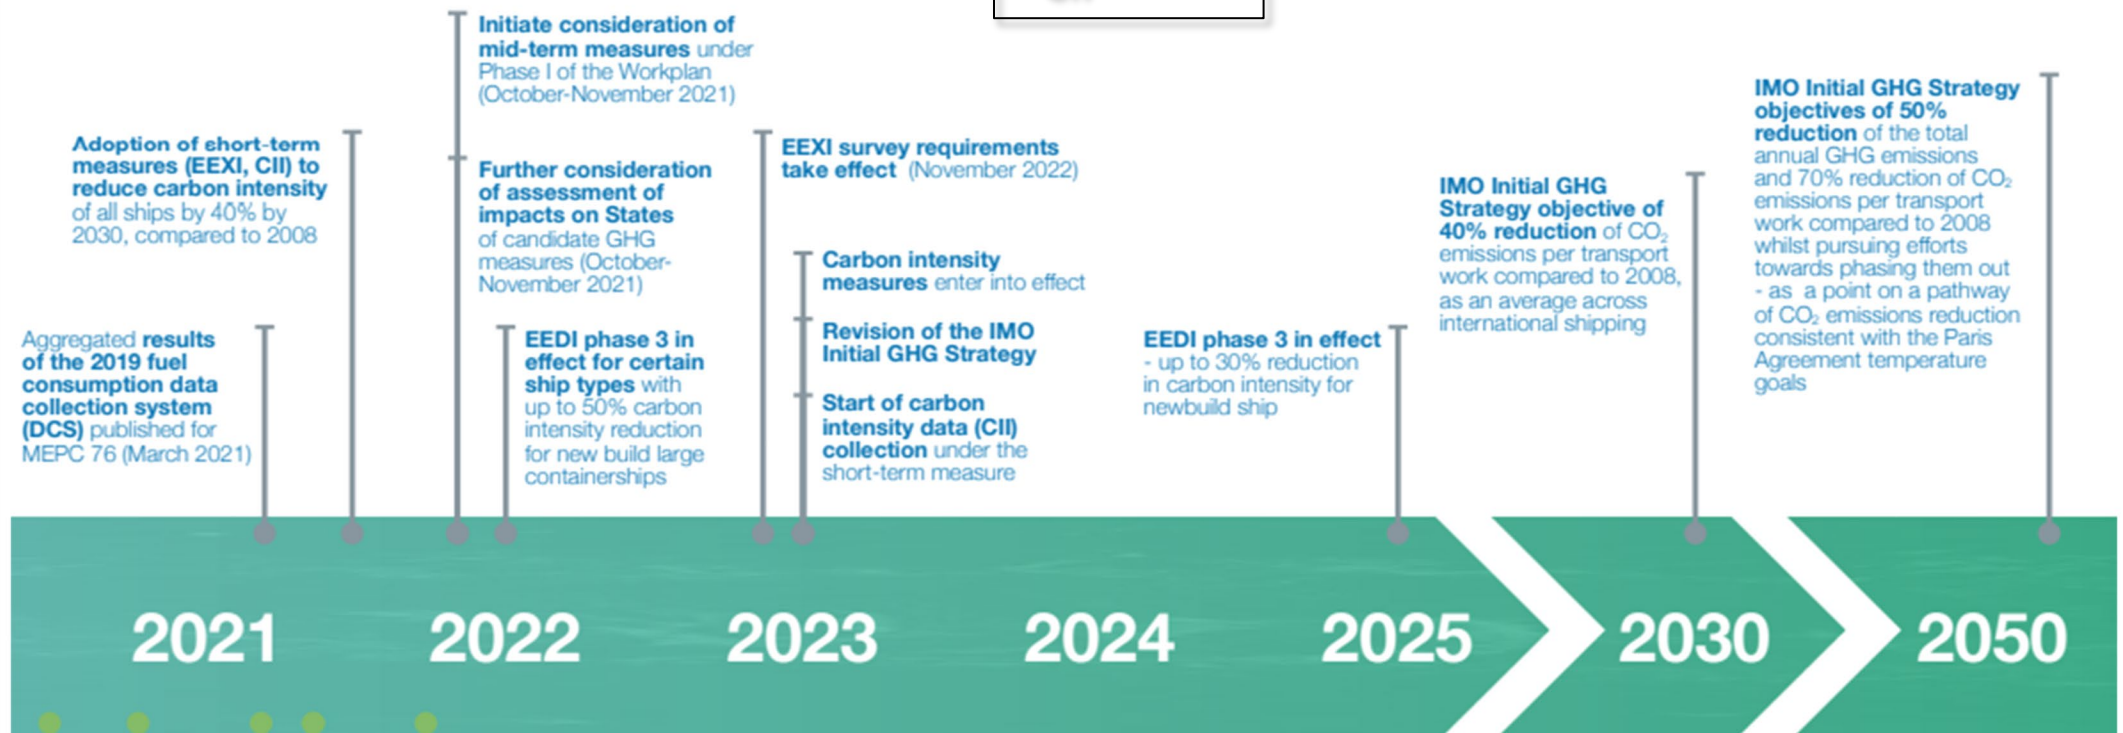 Initiate consideration of
mid-term measures under
Phase I of the Workplan
(October-November 2021)
Adoption of short-term
measures (EEXI, CII) to
reduce carbon intensity
of all ships by 40% by
2030, compared to 2008
Further consideration
of assessment of
impacts on States
of candidate GHG
measures (October-
November 2021)
EEXI survey requirements
take effect (November 2022)
Aggregated results
of the 2019 fuel
consumption data
collection system
(DCS) published for
MEPC 76 (March 2021)
EEDI phase 3 in
effect for certain
ship types with
up to 50% carbon
intensity reduction
for new build large
containerships
Carbon intensity
measures enter into effect
Revision of the IMO
Initial GHG Strategy
Start of carbon
intensity data (CII)
collection under the
short-term measure
EEDI phase 3 in effect
- up to 30% reduction
in carbon intensity for
newbuild ship
IMO Initial GHG
Strategy objective of
40% reduction of CO₂
emissions per transport
work compared to 2008,
as an average across
international shipping
IMO Initial GHG Strategy
objectives of 50%
reduction of the total
annual GHG emissions
and 70% reduction of CO₂
emissions per transport
work compared to 2008
whilst pursuing efforts
towards phasing them out
- as a point on a pathway
of CO₂ emissions reduction
consistent with the Paris
Agreement temperature
goals
2021 2022 2023 2024 2025 2030 2050